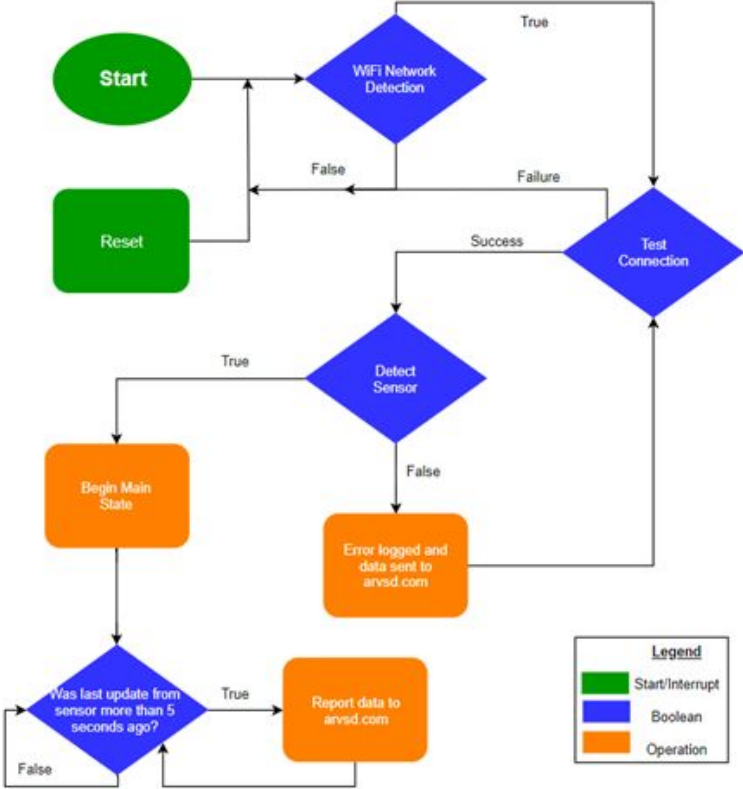 True
Start
WiFi Network
Detection
False
Failure
Reset
Success
Test
Connection
True
Detect
Sensor
False
Begin Main
State
Error logged and
data sent to
arvsd.com
Was last update from
sensor more than 5
seconds ago?
True
Report data to
arvsd.com
False
Legend
Start/Interrupt
Boolean
Operation